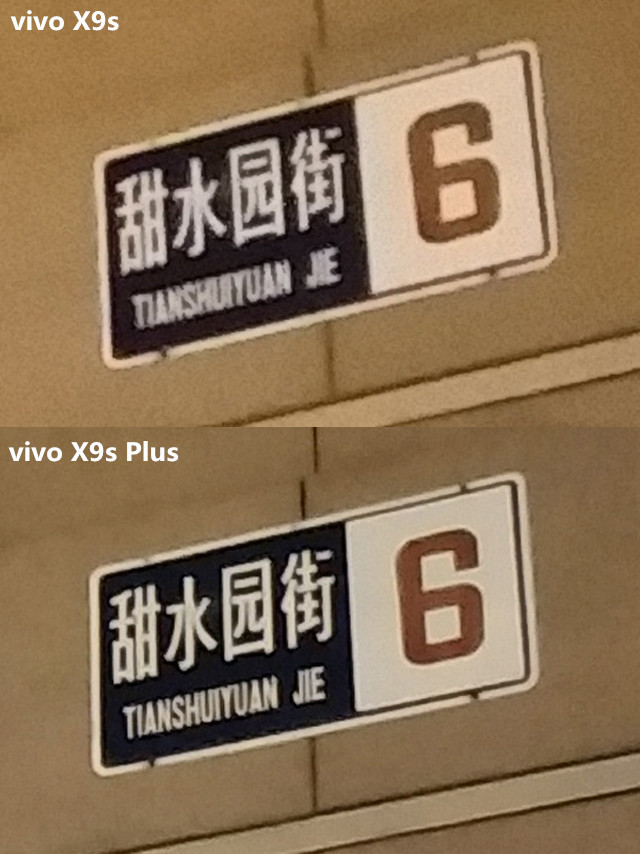 vivo X9s
甜水园街
TIANSHUIYUAN JIE
6
vivo X9s Plus
甜水园街
TIANSHUIYUAN JIE
6